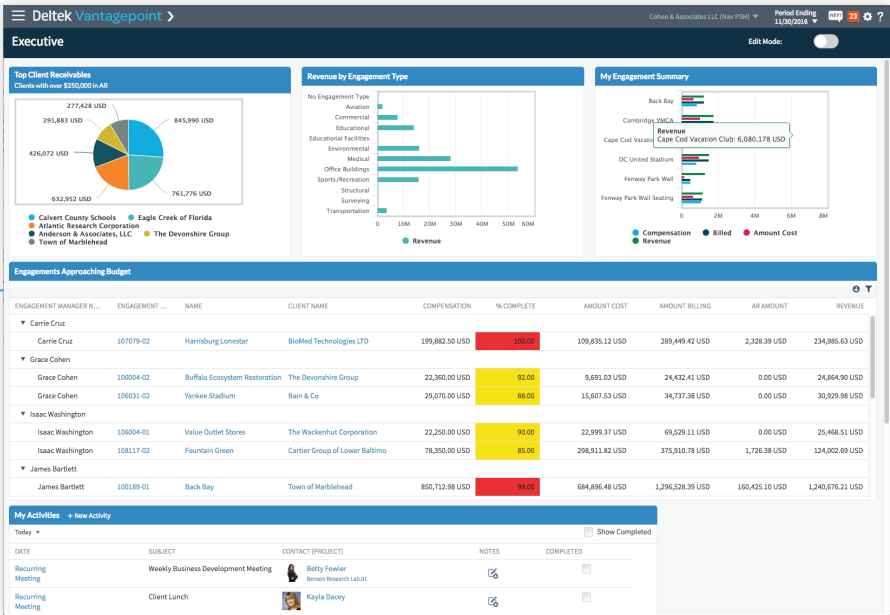 Deltek Vantagepoint
Cohen & Associates LLC (Nav PSM)
Period Ending
11/30/2016
HEY!
23
?
Executive
Edit Mode:
Top Client Receivables
Clients with over $250,000 in AR
277,428 USD
291,883 USD
845,990 USD
426,072 USD
632,952 USD
761,776 USD
Calvert County Schools Eagle Creek of Florida
Atlantic Research Corporation
Anderson & Associates, LLC The Devonshire Group
Town of Marblehead
Revenue by Engagement Type
No Engagement Type
Aviation
Commercial
Educational
Educational Facilities
Environmental
Medical
Office Buildings
Sports/Recreation
Structural
Surveying
Transportation
0 10M 20M 30M 40M 50M 60M
Revenue
My Engagement Summary
Back Bay
Cambridge YMCA
Revenue
Cape Cod Vacation Club: 6,080,178 USD
Cape Cod Vacatio
DC United Stadium
Fenway Park Wall
Fenway Park Wall Seating
0 2M 4M 6M 8M
Compensation Billed Amount Cost
Revenue
Engagements Approaching Budget
ENGAGEMENT MANAGER N... ENGAGEMENT ... NAME CLIENT NAME COMPENSATION % COMPLETE AMOUNT COST AMOUNT BILLING AR AMOUNT REVENUE
Carrie Cruz
Carrie Cruz 107079-02 Harrisburg Lonestar BioMed Technologies LTD 199,882.50 USD 100.00 109,835.12 USD 289,449.42 USD 2,328.39 USD 234,985.63 USD
Grace Cohen
Grace Cohen 106004-02 Buffalo Ecosystem Restoration The Devonshire Group 22,360.00 USD 92.00 9,691.03 USD 24,432.41 USD 0.00 USD 24,864.90 USD
Grace Cohen 106031-02 Yankee Stadium Bain & Co 29,070.00 USD 88.00 15,607.53 USD 34,737.38 USD 0.00 USD 30,929.98 USD
Isaac Washington
Isaac Washington 106004-01 Value Outlet Stores The Wackenhut Corporation 22,250.00 USD 90.00 22,999.37 USD 69,529.11 USD 0.00 USD 25,468.51 USD
Isaac Washington 108117-02 Fountain Green Cartier Group of Lower Baltimo 78,350.00 USD 85.00 298,911.82 USD 375,910.78 USD 1,726.38 USD 124,002.69 USD
James Bartlett
James Bartlett 100189-01 Back Bay Town of Marblehead 850,712.98 USD 99.00 684,896.48 USD 1,296,528.39 USD 160,425.10 USD 1,240,676.21 USD
My Activities + New Activity
Today Show Completed
DATE SUBJECT CONTACT (PROJECT) NOTES COMPLETED
Recurring Meeting Weekly Business Development Meeting Betty Fowler
Benson Research Lab.01
Recurring Meeting Client Lunch Kayla Dacey